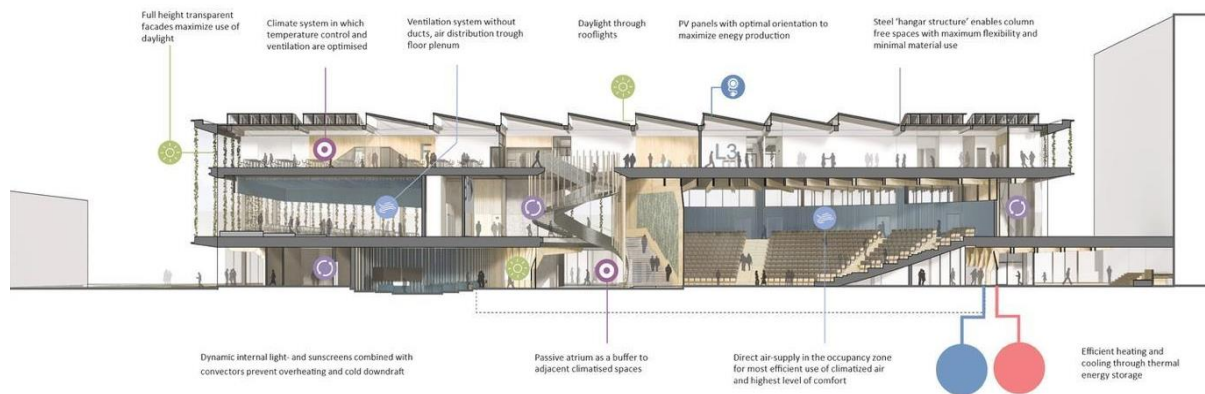 Full height transparent
facades maximize use of
daylight
Climate system in which
temperature control and
ventilation are optimised
Ventilation system without
ducts, air distribution trough
floor plenum
Daylight through
rooflights
PV panels with optimal orientation to
maximize enegy production
Steel ‘hangar structure’ enables column
free spaces with maximum flexibility and
minimal material use
L3
Dynamic internal light- and sunscreens combined with
convectors prevent overheating and cold downdraft
Passive atrium as a buffer to
adjacent climatised spaces
Direct air-supply in the occupancy zone
for most efficient use of climatized air
and highest level of comfort
Efficient heating and
cooling through thermal
energy storage